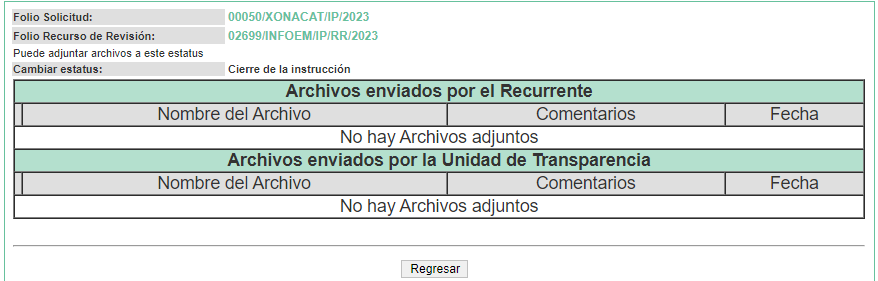 Folio Solicitud: 00050/XONACAT/IP/2023
Folio Recurso de Revisión: 02699/INFOEM/IP/RR/2023
Puede adjuntar archivos a este estatus
Cambiar estatus: Cierre de la instrucción
Archivos enviados por el Recurrente
Nombre del Archivo Comentarios Fecha
No hay Archivos adjuntos
Archivos enviados por la Unidad de Transparencia
Nombre del Archivo Comentarios Fecha
No hay Archivos adjuntos
Regresar